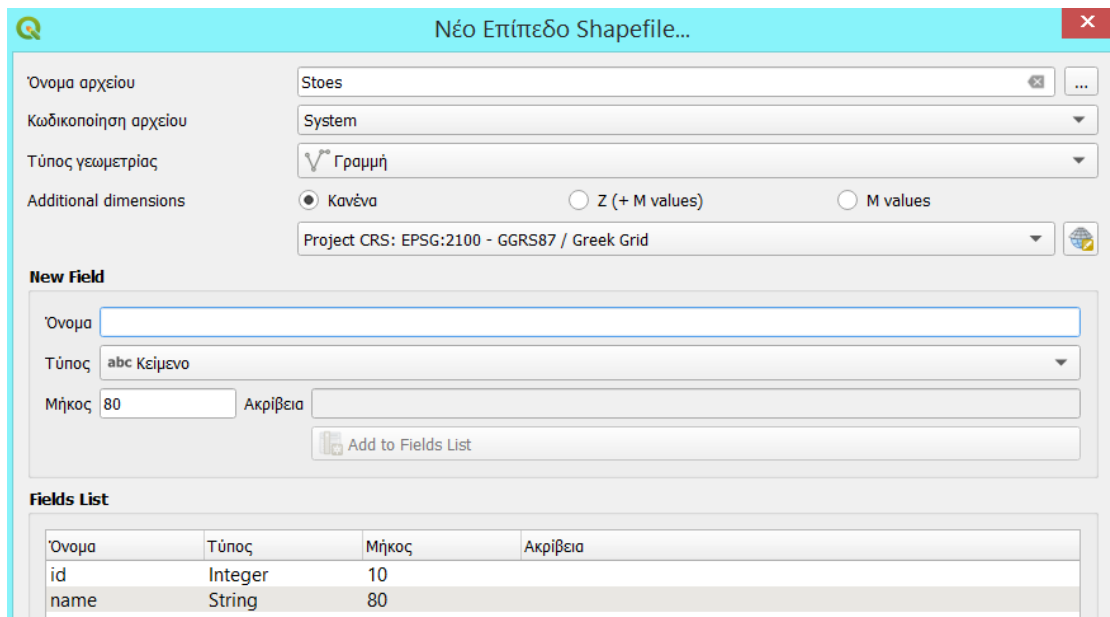 Νέο Επίπεδο Shapefile...
Όνομα αρχείου Stoes ...
Κωδικοποίηση αρχείου System
Τύπος γεωμετρίας Γραμμή
Additional dimensions Κανένα Z (+ M values) M values
Project CRS: EPSG:2100 - GGRS87 / Greek Grid
New Field
Όνομα
Τύπος abc Κείμενο
Μήκος 80 Ακρίβεια
Add to Fields List
Fields List
Όνομα Τύπος Μήκος Ακρίβεια
id Integer 10
name String 80